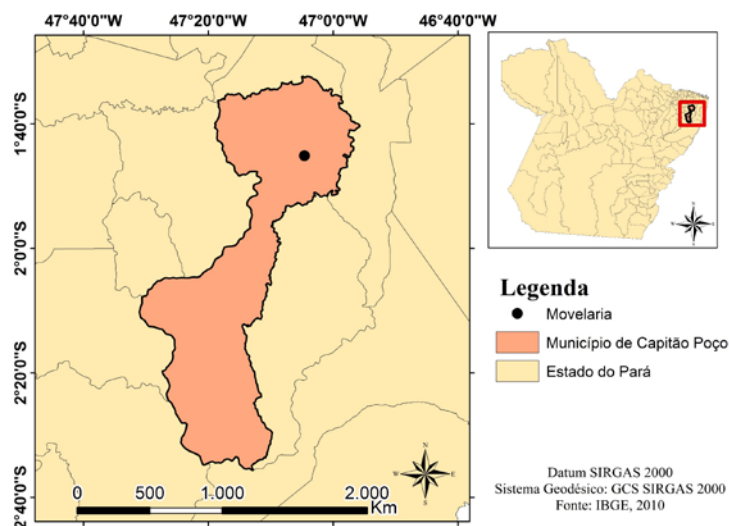 47°40'0"W 47°20'0"W 47°0'0"W 46°40'0"W
1°40'0"S
2°0'0"S
2°20'0"S
2°40'0"S
0 500 1.000 2.000
Km
N
W E
S
N
W E
S
Legenda
Movelaria
Município de Capitão Poço
Estado do Pará
Datum SIRGAS 2000
Sistema Geodésico: GCS SIRGAS 2000
Fonte: IBGE, 2010